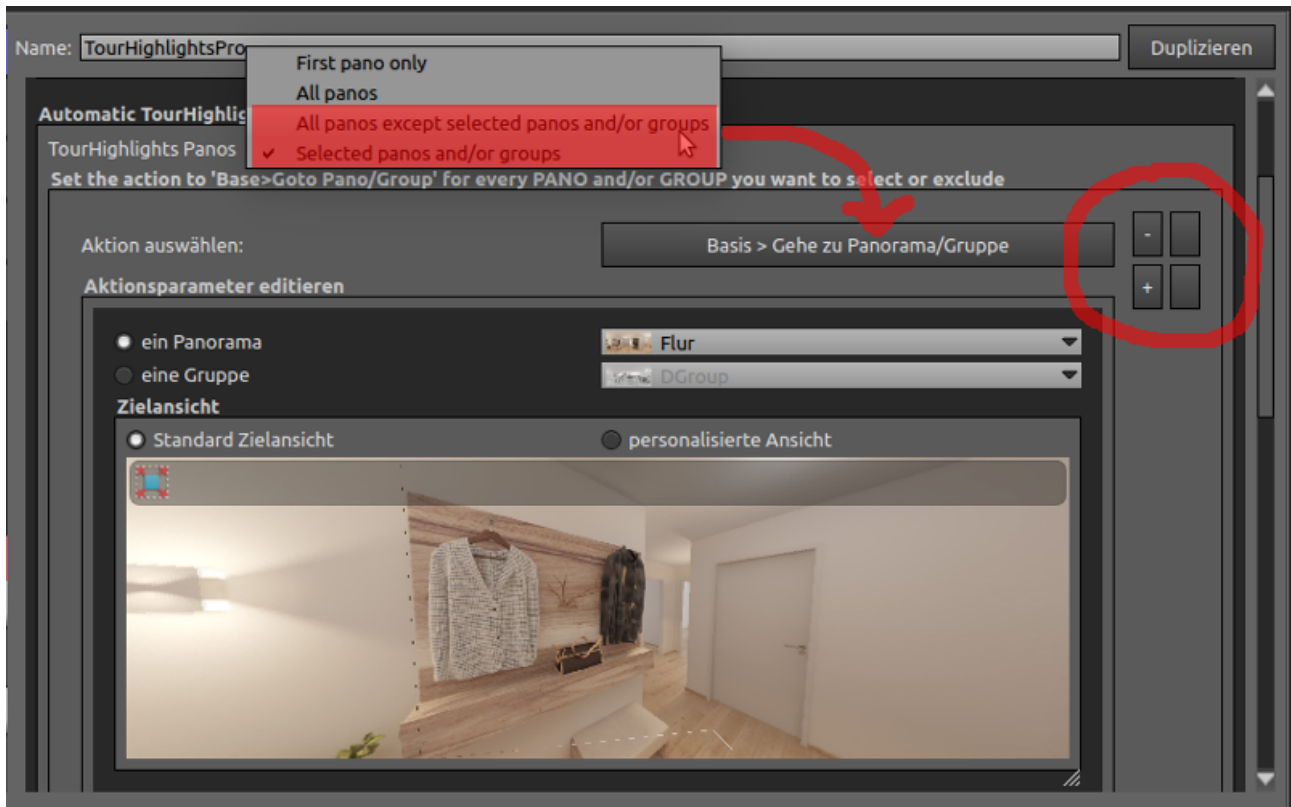 Name: TourHighlightsPro
Duplizieren
First pano only
All panos
All panos except selected panos and/or groups
✓ Selected panos and/or groups
Automatic TourHighlig
TourHighlights Panos
Set the action to 'Base>Goto Pano/Group' for every PANO and/or GROUP you want to select or exclude
Aktion auswählen:
Basis > Gehe zu Panorama/Gruppe
-
+
Aktionsparameter editieren
ein Panorama
Flur
eine Gruppe
DGroup
Zielansicht
Standard Zielansicht
personalisierte Ansicht